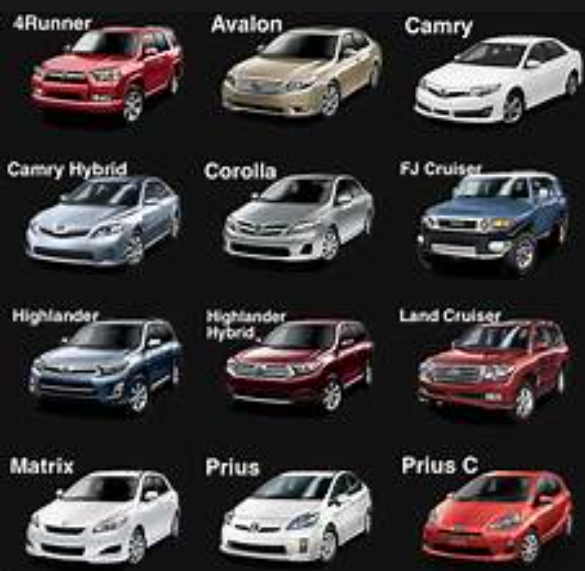 4Runner
Avalon
Camry
Camry Hybrid
Corolla
FJ Cruiser
Highlander
Highlander
Hybrid
Land Cruiser
Matrix
Prius
Prius C